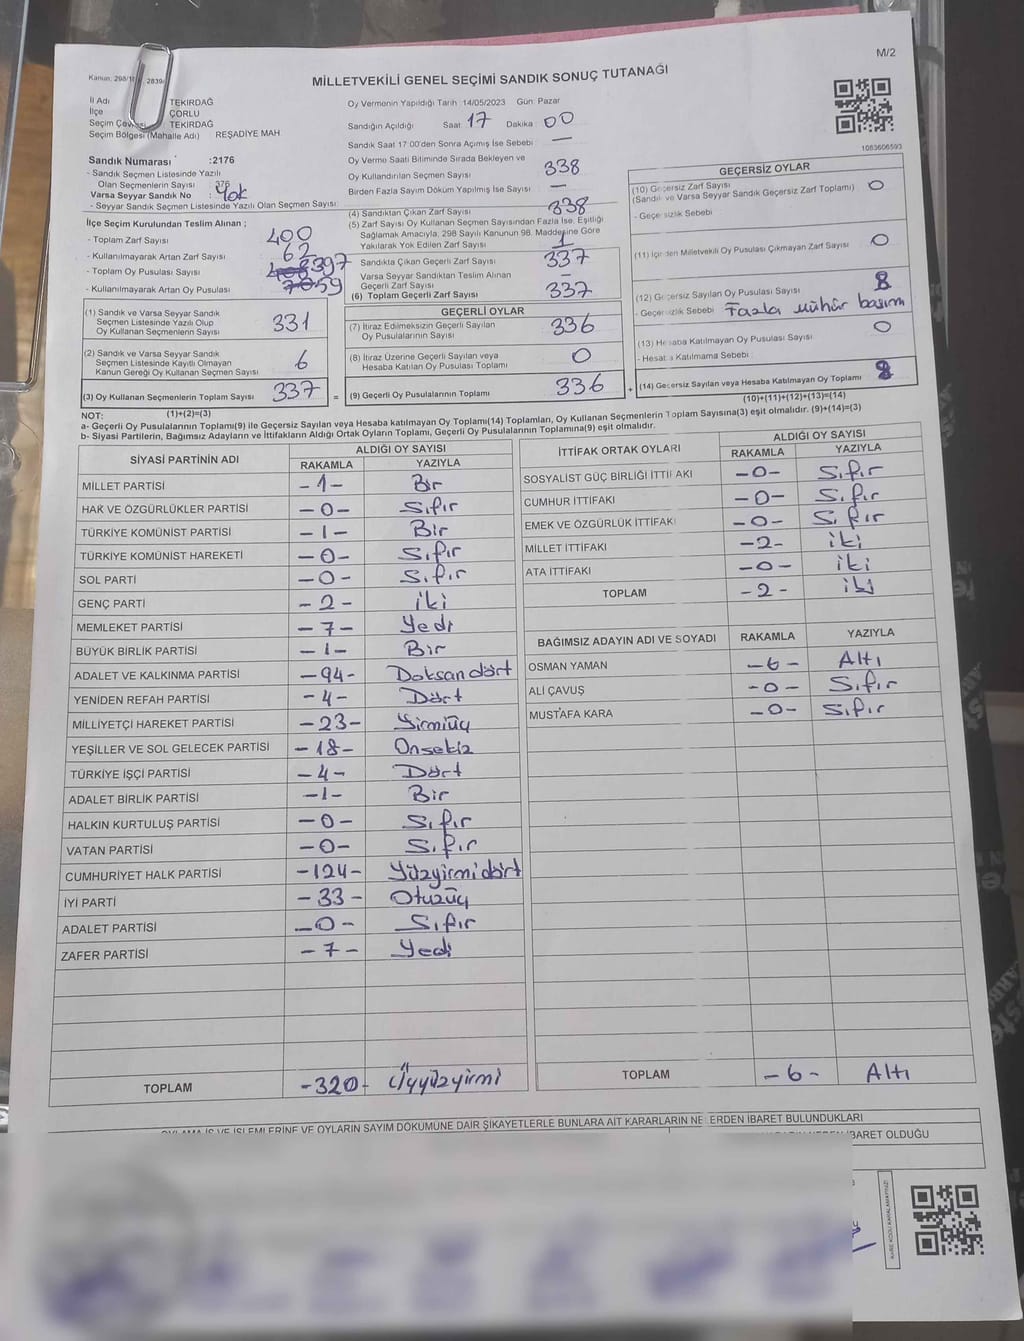 M/2
Kanun: 298/1
2839/
MİLLETVEKİLİ GENEL SEÇİMİ SANDIK SONUÇ TUTANAĞI
İl Adı TEKİRDAĞ
İlçe ÇORLU
Seçim Çevresi TEKİRDAĞ
Seçim Bölgesi (Mahalle Adı) REŞADİYE MAH
Sandık Numarası :2176
- Sandık Seçmen Listesinde Yazılı
Olan Seçmenlerin Sayısı : 376
Varsa Seyyar Sandık No : Yok
- Seyyar Sandık Seçmen Listesinde Yazılı Olan Seçmen Sayısı
İlçe Seçim Kurulundan Teslim Alınan ;
- Toplam Zarf Sayısı 400
- Kullanılmayarak Artan Zarf Sayısı 62
- Toplam Oy Pusulası Sayısı 397
- Kullanılmayarak Artan Oy Pusulası 59
(1) Sandık ve Varsa Seyyar Sandık
Seçmen Listesinde Yazılı Olup
Oy Kullanan Seçmenlerin Sayısı 331
(2) Sandık ve Varsa Seyyar Sandık
Seçmen Listesinde Kayıtlı Olmayan
Kanun Gereği Oy Kullanan Seçmen Sayısı 6
(3) Oy Kullanan Seçmenlerin Toplam Sayısı 337 =
(1)+(2)=(3)
Oy Vermenin Yapıldığı Tarih 14/05/2023 Gün: Pazar
Sandığın Açıldığı Saat 17 Dakika 00
Sandık Saat 17:00'den Sonra Açımış İse Sebebi —
Oy Verme Saati Bitiminde Sırada Bekleyen ve
Oy Kullandırılan Seçmen Sayısı 338
Birden Fazla Sayım Döküm Yapılmış İse Sayısı —
(4) Sandıktan Çıkan Zarf Sayısı 338
(5) Zarf Sayısı Oy Kullanan Seçmen Sayısından Fazla İse, Eşitliği
Sağlamak Amacıyla, 298 Sayılı Kanunun 98. Maddesine Göre
Yakılarak Yok Edilen Zarf Sayısı 1
Sandıkta Çıkan Geçerli Zarf Sayısı 337
Varsa Seyyar Sandıktan Teslim Alınan
Geçerli Zarf Sayısı —
(6) Toplam Geçerli Zarf Sayısı 337
GEÇERLİ OYLAR
(7) İtiraz Edilmeksizin Geçerli Sayılan
Oy Pusulalarının Sayısı 336
(8) İtiraz Üzerine Geçerli Sayılan veya
Hesaba Katılan Oy Pusulası Toplamı 0
(9) Geçerli Oy Pusulalarının Toplamı 336 +
1083606593
GEÇERSİZ OYLAR
(10) Geçersiz Zarf Sayısı
(Sandık ve Varsa Seyyar Sandık Geçersiz Zarf Toplamı) 0
- Geçersizlik Sebebi
(11) İçinden Milletvekili Oy Pusulası Çıkmayan Zarf Sayısı 0
(12) Geçersiz Sayılan Oy Pusulası Sayısı
- Geçersizlik Sebebi Fazla mühür basım
(13) Hesaba Katılmayan Oy Pusulası Sayısı 0
- Hesaba Katılmama Sebebi
(14) Geçersiz Sayılan veya Hesaba Katılmayan Oy Toplamı
(10)+(11)+(12)+(13)=(14)
NOT:
a- Geçerli Oy Pusulalarının Toplamı(9) ile Geçersiz Sayılan veya Hesaba katılmayan Oy Toplamı(14) Toplamları, Oy Kullanan Seçmenlerin Toplam Sayısına(3) eşit olmalıdır. (9)+(14)=(3)
b- Siyasi Partilerin, Bağımsız Adayların ve İttifakların Aldığı Ortak Oyların Toplamı, Geçerli Oy Pusulalarının Toplamına(9) eşit olmalıdır.
SİYASİ PARTİNİN ADI ALDIĞI OY SAYISI
RAKAMLA YAZIYLA
MİLLET PARTİSİ -1- Bir
HAK VE ÖZGÜRLÜKLER PARTİSİ -0- Sıfır
TÜRKİYE KOMÜNİST PARTİSİ -1- Bir
TÜRKİYE KOMÜNİST HAREKETİ -0- Sıfır
SOL PARTİ -0- Sıfır
GENÇ PARTİ -2- iki
MEMLEKET PARTİSİ -7- Yedi
BÜYÜK BİRLİK PARTİSİ -1- Bir
ADALET VE KALKINMA PARTİSİ -94- Doksandört
YENİDEN REFAH PARTİSİ -4- Dört
MİLLİYETÇİ HAREKET PARTİSİ -23- Yirmiüç
YEŞİLLER VE SOL GELECEK PARTİSİ -18- Onsekiz
TÜRKİYE İŞÇİ PARTİSİ -4- Dört
ADALET BİRLİK PARTİSİ -1- Bir
HALKIN KURTULUŞ PARTİSİ -0- Sıfır
VATAN PARTİSİ -0- Sıfır
CUMHURİYET HALK PARTİSİ -124- Yüzyirmidört
İYİ PARTİ -33- Otuzüç
ADALET PARTİSİ -0- Sıfır
ZAFER PARTİSİ -7- Yedi
TOPLAM -320- Üçyüzyirmi
İTTİFAK ORTAK OYLARI ALDIĞI OY SAYISI
RAKAMLA YAZIYLA
SOSYALİST GÜÇ BİRLİĞİ İTTİFAKI -0- Sıfır
CUMHUR İTTİFAKI -0- Sıfır
EMEK VE ÖZGÜRLÜK İTTİFAKI -0- Sıfır
MİLLET İTTİFAKI -2- iki
ATA İTTİFAKI -0- iki
TOPLAM -2- iki
BAĞIMSIZ ADAYIN ADI VE SOYADI RAKAMLA YAZIYLA
OSMAN YAMAN -6- Altı
ALİ ÇAVUŞ -0- Sıfır
MUSTAFA KARA -0- Sıfır
TOPLAM -6- Altı
OYLAMA İŞ VE İŞLEMLERİNE VE OYLARIN SAYIM DÖKÜMÜNE DAİR ŞİKAYETLERLE BUNLARA AİT KARARLARIN NELERDEN İBARET BULUNDUKLARI
İBARET OLDUĞU